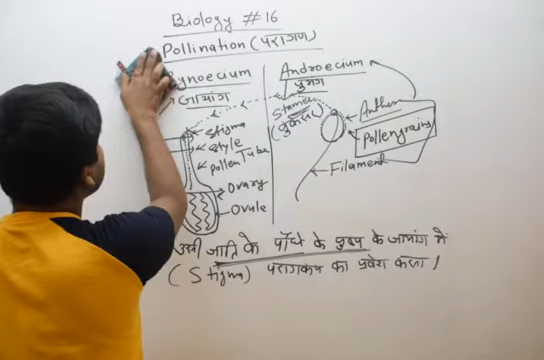 Biology #16
Pollination (परागण)
Gynoecium
जायांग
Stigma
Style
Pollen Tube
Ovary
Ovule
Androecium
पुमंग
Stamen
(पुंकेसर)
Anther
Pollengrains
Filament
उसी जाति के पौधे के पुष्प के जायांग में
(Stigma) परागकण का प्रवेश करना।